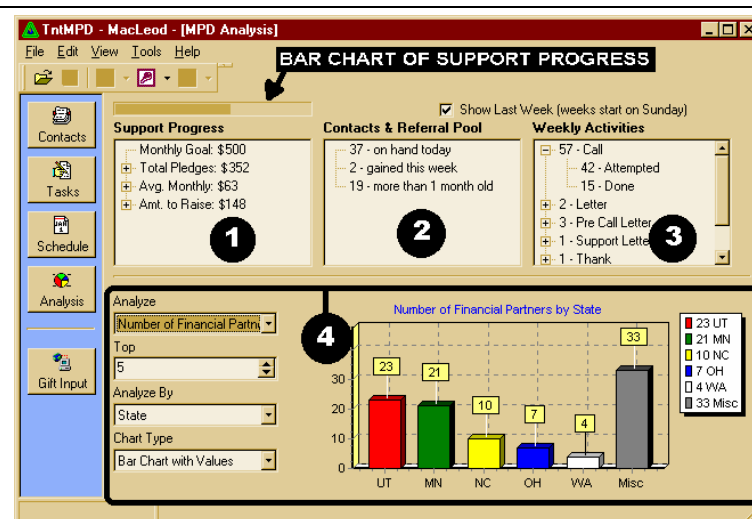 TntMPD - MacLeod - [MPD Analysis]
File Edit View Tools Help
BAR CHART OF SUPPORT PROGRESS
Show Last Week (weeks start on Sunday)
Contacts
Tasks
Schedule
Analysis
Gift Input
Support Progress
Monthly Goal: $500
Total Pledges: $352
Avg. Monthly: $63
Amt. to Raise: $148
1
Contacts & Referral Pool
37 - on hand today
2 - gained this week
19 - more than 1 month old
2
Weekly Activities
57 - Call
42 - Attempted
15 - Done
2 - Letter
3 - Pre Call Letter
1 - Support Lette
1 - Thank
3
4
Analyze
Number of Financial Partn
Top
5
Analyze By
State
Chart Type
Bar Chart with Values
Number of Financial Partners by State
30
20
10
0
23
21
10
7
4
33
UT MN NC OH WA Misc
23 UT
21 MN
10 NC
7 OH
4 WA
33 Misc